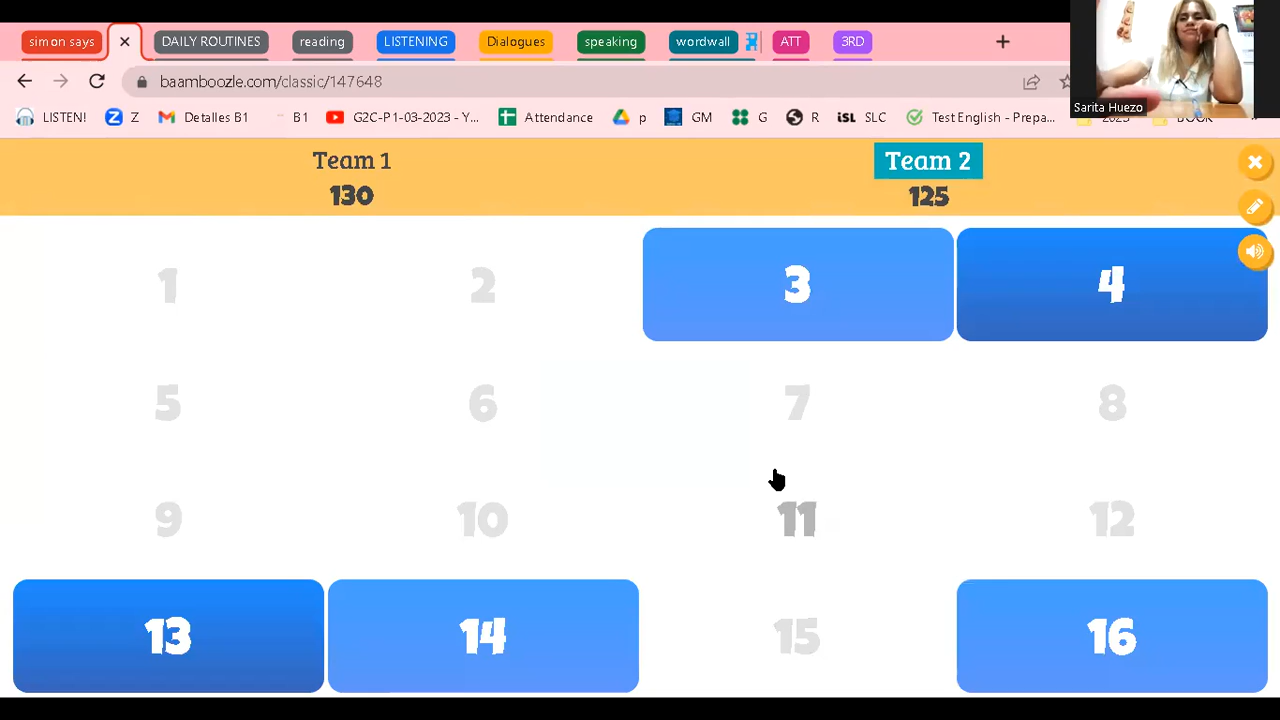 simon says
DAILY ROUTINES
reading
LISTENING
Dialogues
speaking
wordwall
ATT
3RD
baamboozle.com/classic/147648
Sarita Huezo
LISTEN!
Z
Detalles B1
B1
G2C-P1-03-2023 - Y...
Attendance
p
GM
G
R
iSL
SLC
Test English - Prepa...
Team 1
Team 2
130
125
1
2
3
4
5
6
7
8
9
10
11
12
13
14
15
16